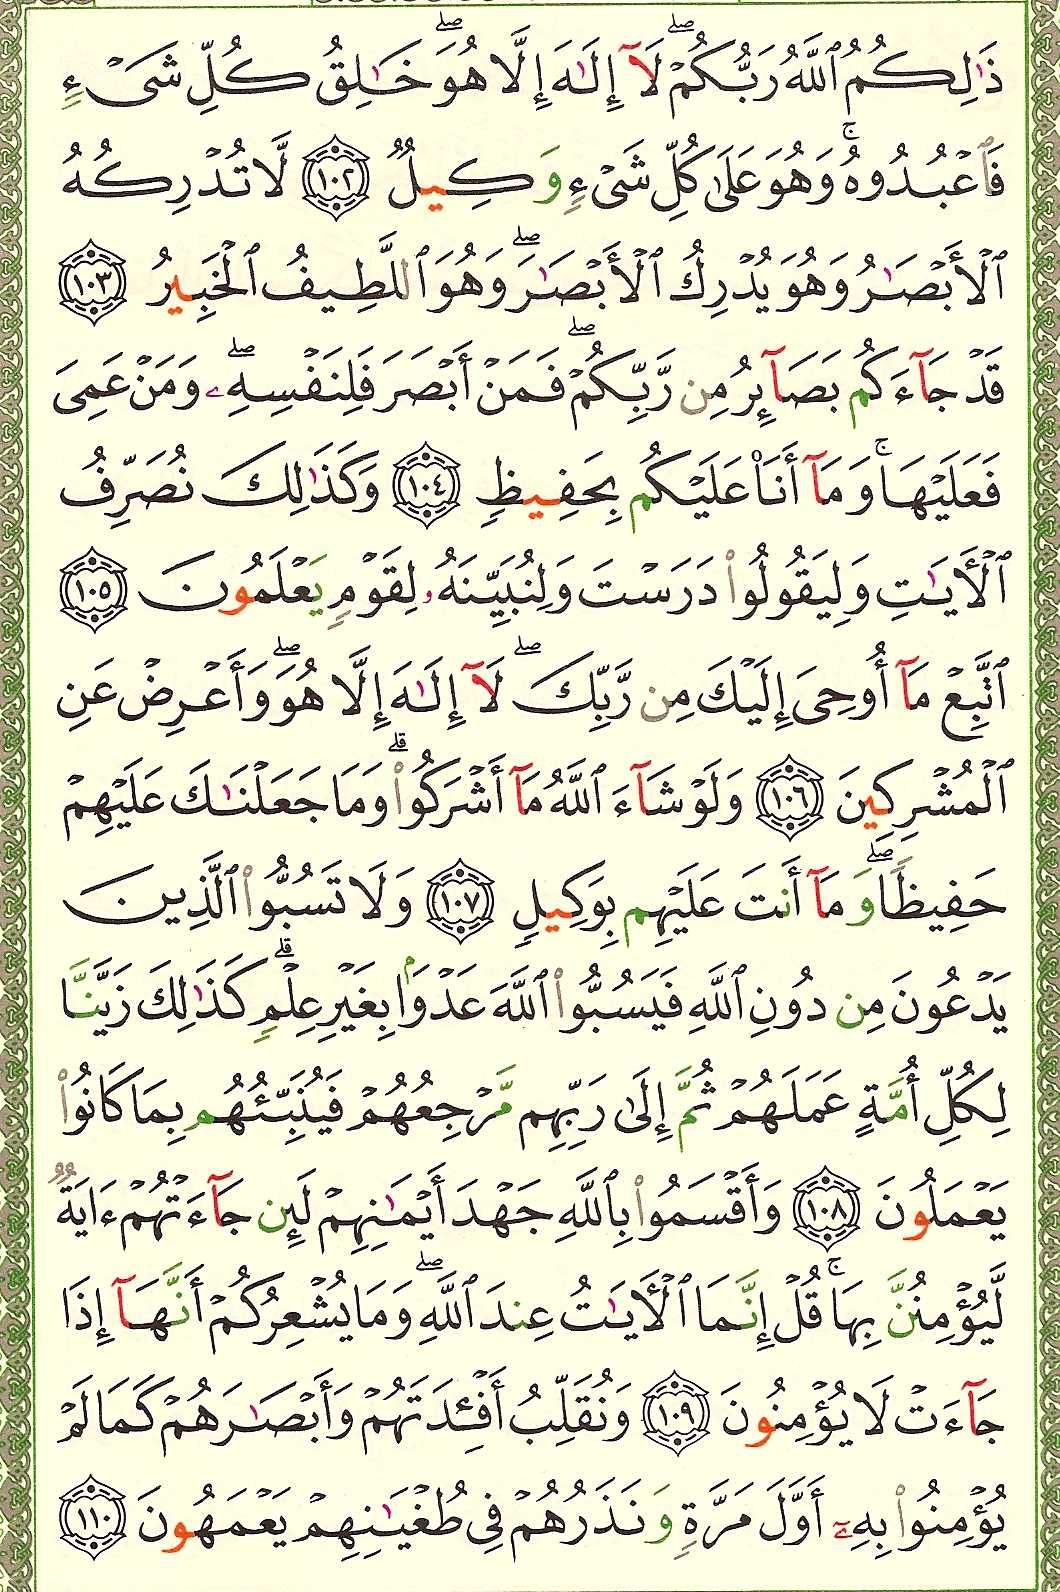 ذَٰلِكُمُ ٱللَّهُ رَبُّكُمْ ۖ لَآ إِلَٰهَ إِلَّا هُوَ ۖ خَٰلِقُ كُلِّ شَىْءٍ
فَٱعْبُدُوهُ ۚ وَهُوَ عَلَىٰ كُلِّ شَىْءٍ وَكِيلٌ ١٠٢ لَّا تُدْرِكُهُ
ٱلْأَبْصَٰرُ وَهُوَ يُدْرِكُ ٱلْأَبْصَٰرَ ۖ وَهُوَ ٱللَّطِيفُ ٱلْخَبِيرُ ١٠٣
قَدْ جَآءَكُم بَصَآئِرُ مِن رَّبِّكُمْ ۖ فَمَنْ أَبْصَرَ فَلِنَفْسِهِۦ ۖ وَمَنْ عَمِىَ
فَعَلَيْهَا ۚ وَمَآ أَنَا۠ عَلَيْكُم بِحَفِيظٍ ١٠٤ وَكَذَٰلِكَ نُصَرِّفُ
ٱلْأَيَٰتِ وَلِيَقُولُوا۟ دَرَسْتَ وَلِنُبَيِّنَهُۥ لِقَوْمٍ يَعْلَمُونَ ١٠٥
ٱتَّبِعْ مَآ أُوحِىَ إِلَيْكَ مِن رَّبِّكَ ۖ لَآ إِلَٰهَ إِلَّا هُوَ ۖ وَأَعْرِضْ عَنِ
ٱلْمُشْرِكِينَ ١٠٦ وَلَوْ شَآءَ ٱللَّهُ مَآ أَشْرَكُوا۟ ۗ وَمَا جَعَلْنَٰكَ عَلَيْهِمْ
حَفِيظًا ۖ وَمَآ أَنتَ عَلَيْهِم بِوَكِيلٍ ١٠٧ وَلَا تَسُبُّوا۟ ٱلَّذِينَ
يَدْعُونَ مِن دُونِ ٱللَّهِ فَيَسُبُّوا۟ ٱللَّهَ عَدْوًۢا بِغَيْرِ عِلْمٍ ۗ كَذَٰلِكَ زَيَّنَّا
لِكُلِّ أُمَّةٍ عَمَلَهُمْ ثُمَّ إِلَىٰ رَبِّهِم مَّرْجِعُهُمْ فَيُنَبِّئُهُم بِمَا كَانُوا۟
يَعْمَلُونَ ١٠٨ وَأَقْسَمُوا۟ بِٱللَّهِ جَهْدَ أَيْمَٰنِهِمْ لَئِن جَآءَتْهُمْ ءَايَةٌ
لَّيُؤْمِنُنَّ بِهَا ۚ قُلْ إِنَّمَا ٱلْأَيَٰتُ عِندَ ٱللَّهِ ۖ وَمَا يُشْعِرُكُمْ أَنَّهَآ إِذَا
جَآءَتْ لَا يُؤْمِنُونَ ١٠٩ وَنُقَلِّبُ أَفْـِٔدَتَهُمْ وَأَبْصَٰرَهُمْ كَمَا لَمْ
يُؤْمِنُوا۟ بِهِۦٓ أَوَّلَ مَرَّةٍ وَنَذَرُهُمْ فِى طُغْيَٰنِهِمْ يَعْمَهُونَ ١١٠